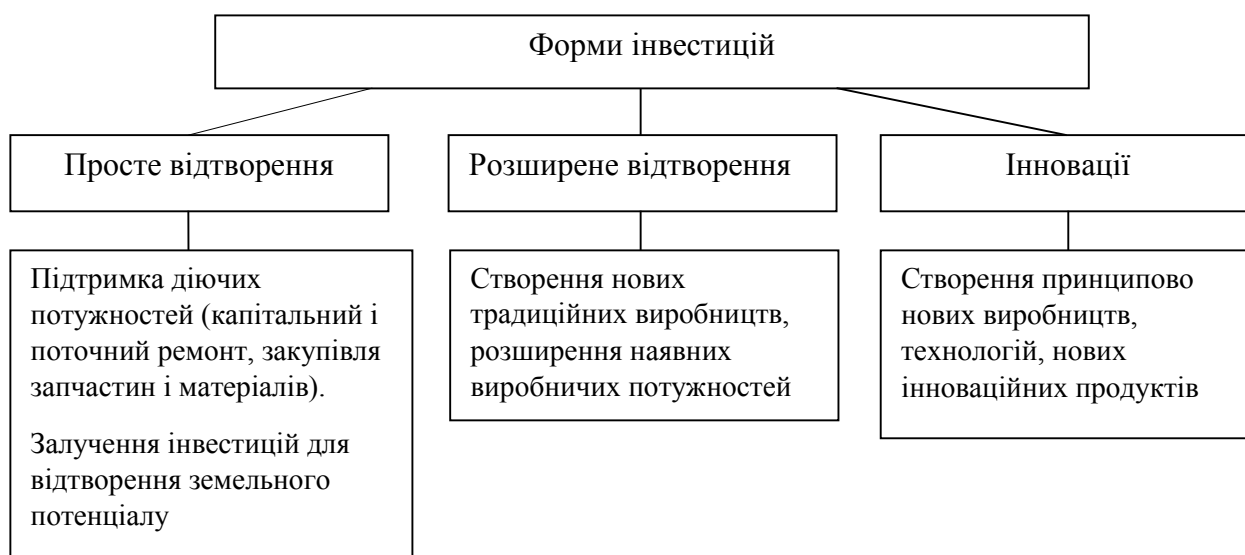 Форми інвестицій
Просте відтворення
Розширене відтворення
Інновації
Підтримка діючих
потужностей (капітальний і
поточний ремонт, закупівля
запчастин і матеріалів).
Залучення інвестицій для
відтворення земельного
потенціалу
Створення нових
традиційних виробництв,
розширення наявних
виробничих потужностей
Створення принципово
нових виробництв,
технологій, нових
інноваційних продуктів